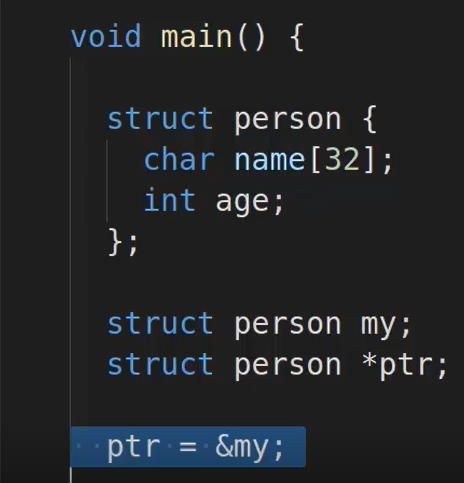 void main() {
struct person {
char name[32];
int age;
};
struct person my;
struct person *ptr;
ptr = &my;